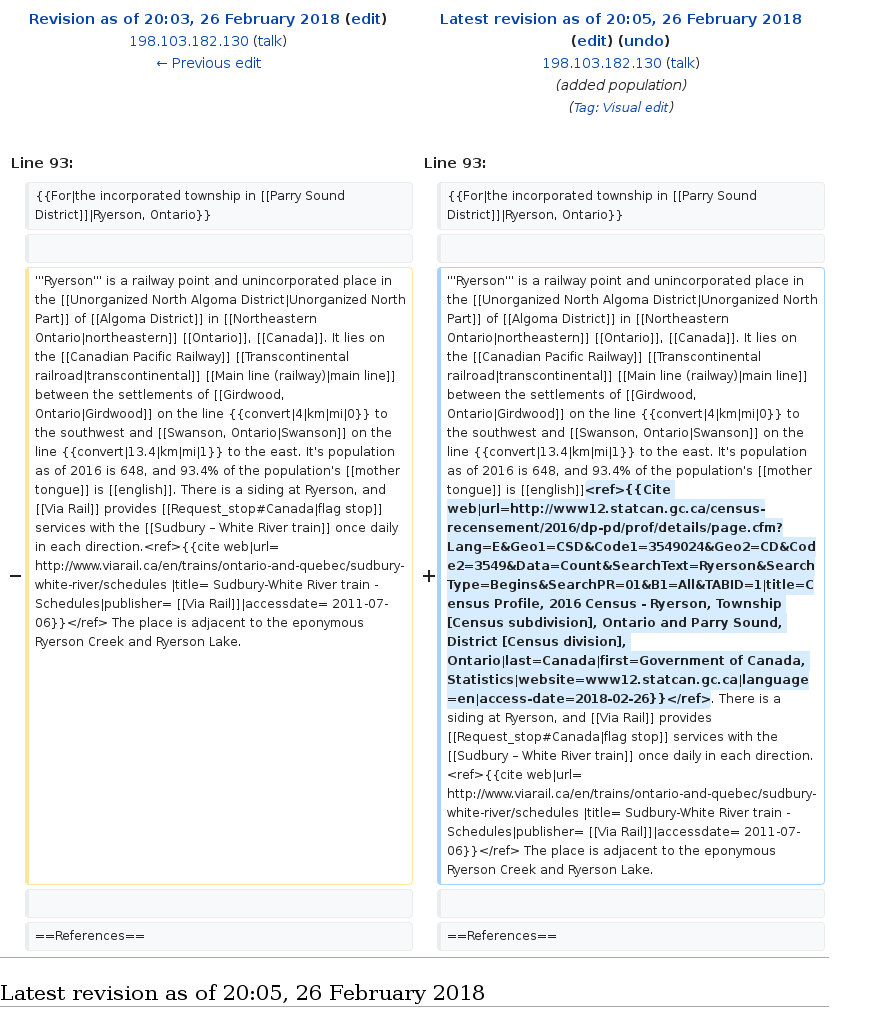 Revision as of 20:03, 26 February 2018 (edit)
198.103.182.130 (talk)
← Previous edit
Latest revision as of 20:05, 26 February 2018
(edit) (undo)
198.103.182.130 (talk)
(added population)
(Tag: Visual edit)
Line 93:
{{For|the incorporated township in [[Parry Sound
District]]|Ryerson, Ontario}}
'''Ryerson''' is a railway point and unincorporated place in
the [[Unorganized North Algoma District|Unorganized North
Part]] of [[Algoma District]] in [[Northeastern
Ontario|northeastern]] [[Ontario]], [[Canada]]. It lies on
the [[Canadian Pacific Railway]] [[Transcontinental
railroad|transcontinental]] [[Main line (railway)|main line]]
between the settlements of [[Girdwood,
Ontario|Girdwood]] on the line {{convert|4|km|mi|0}} to
the southwest and [[Swanson, Ontario|Swanson]] on the
line {{convert|13.4|km|mi|1}} to the east. It's population
as of 2016 is 648, and 93.4% of the population's [[mother
tongue]] is [[english]]. There is a siding at Ryerson, and
[[Via Rail]] provides [[Request_stop#Canada|flag stop]]
services with the [[Sudbury – White River train]] once daily
in each direction.<ref>{{cite web|url=
− http://www.viarail.ca/en/trains/ontario-and-quebec/sudbury-
white-river/schedules |title= Sudbury-White River train -
Schedules|publisher= [[Via Rail]]|accessdate= 2011-07-
06}}</ref> The place is adjacent to the eponymous
Ryerson Creek and Ryerson Lake.
==References==
Line 93:
{{For|the incorporated township in [[Parry Sound
District]]|Ryerson, Ontario}}
'''Ryerson''' is a railway point and unincorporated place in
the [[Unorganized North Algoma District|Unorganized North
Part]] of [[Algoma District]] in [[Northeastern
Ontario|northeastern]] [[Ontario]], [[Canada]]. It lies on
the [[Canadian Pacific Railway]] [[Transcontinental
railroad|transcontinental]] [[Main line (railway)|main line]]
between the settlements of [[Girdwood,
Ontario|Girdwood]] on the line {{convert|4|km|mi|0}} to
the southwest and [[Swanson, Ontario|Swanson]] on the
line {{convert|13.4|km|mi|1}} to the east. It's population
as of 2016 is 648, and 93.4% of the population's [[mother
tongue]] is [[english]]<ref>{{Cite
web|url=http://www12.statcan.gc.ca/census-
recensement/2016/dp-pd/prof/details/page.cfm?
Lang=E&Geo1=CSD&Code1=3549024&Geo2=CD&Cod
+ e2=3549&Data=Count&SearchText=Ryerson&Search
Type=Begins&SearchPR=01&B1=All&TABID=1|title=C
ensus Profile, 2016 Census - Ryerson, Township
[Census subdivision], Ontario and Parry Sound,
District [Census division],
Ontario|last=Canada|first=Government of Canada,
Statistics|website=www12.statcan.gc.ca|language
=en|access-date=2018-02-26}}</ref>. There is a
siding at Ryerson, and [[Via Rail]] provides
[[Request_stop#Canada|flag stop]] services with the
[[Sudbury – White River train]] once daily in each direction.
<ref>{{cite web|url=
http://www.viarail.ca/en/trains/ontario-and-quebec/sudbury-
white-river/schedules |title= Sudbury-White River train -
Schedules|publisher= [[Via Rail]]|accessdate= 2011-07-
06}}</ref> The place is adjacent to the eponymous
Ryerson Creek and Ryerson Lake.
==References==
Latest revision as of 20:05, 26 February 2018